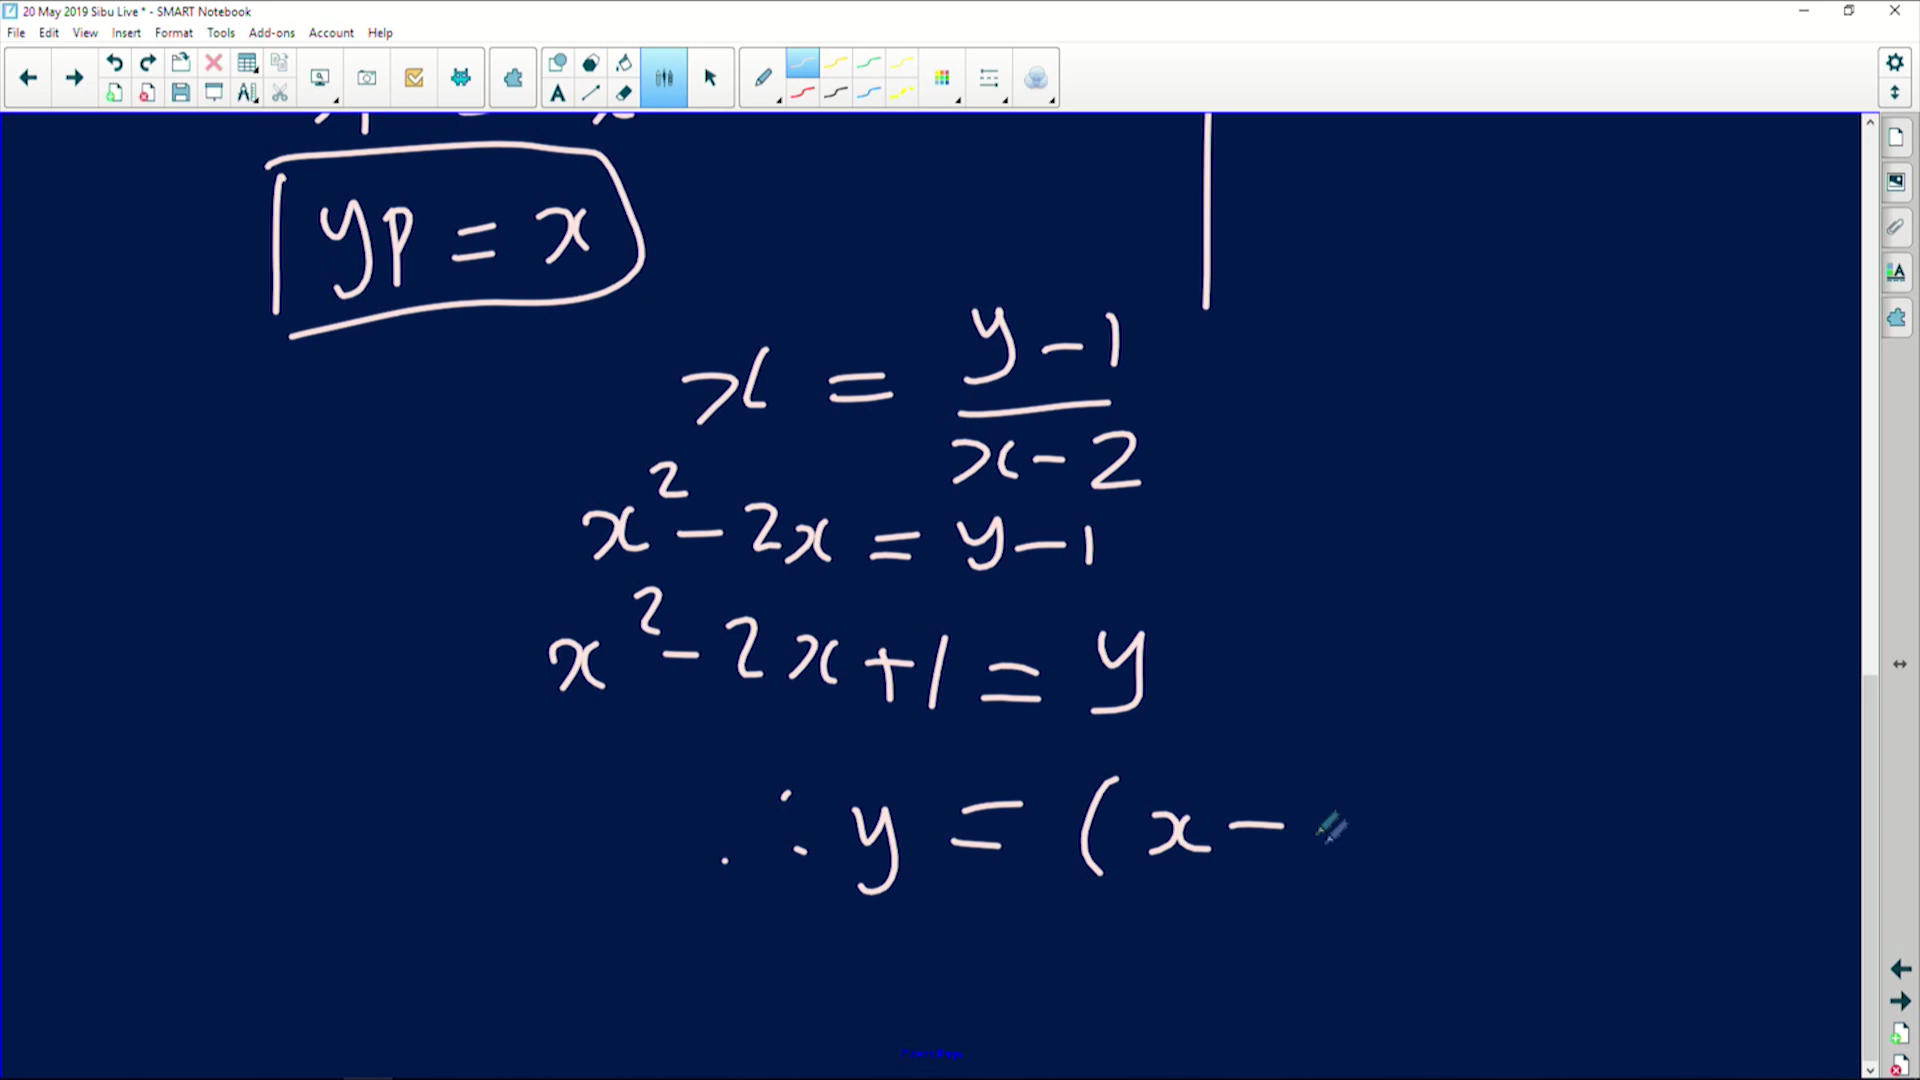 20 May 2019 Sibu Live * - SMART Notebook
File Edit View Insert Format Tools Add-ons Account Help
yp = x
x = (y-1)/(x-2)
x² - 2x = y - 1
x² - 2x + 1 = y
∴ y = (x -